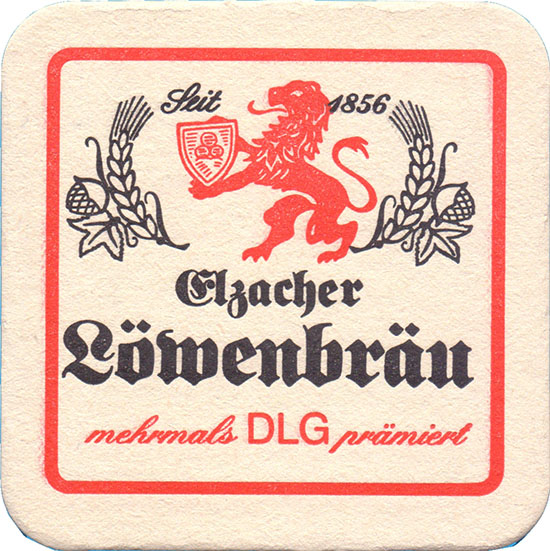 Seit 1856
Elzacher
Löwenbräu
mehrmals DLG prämiert